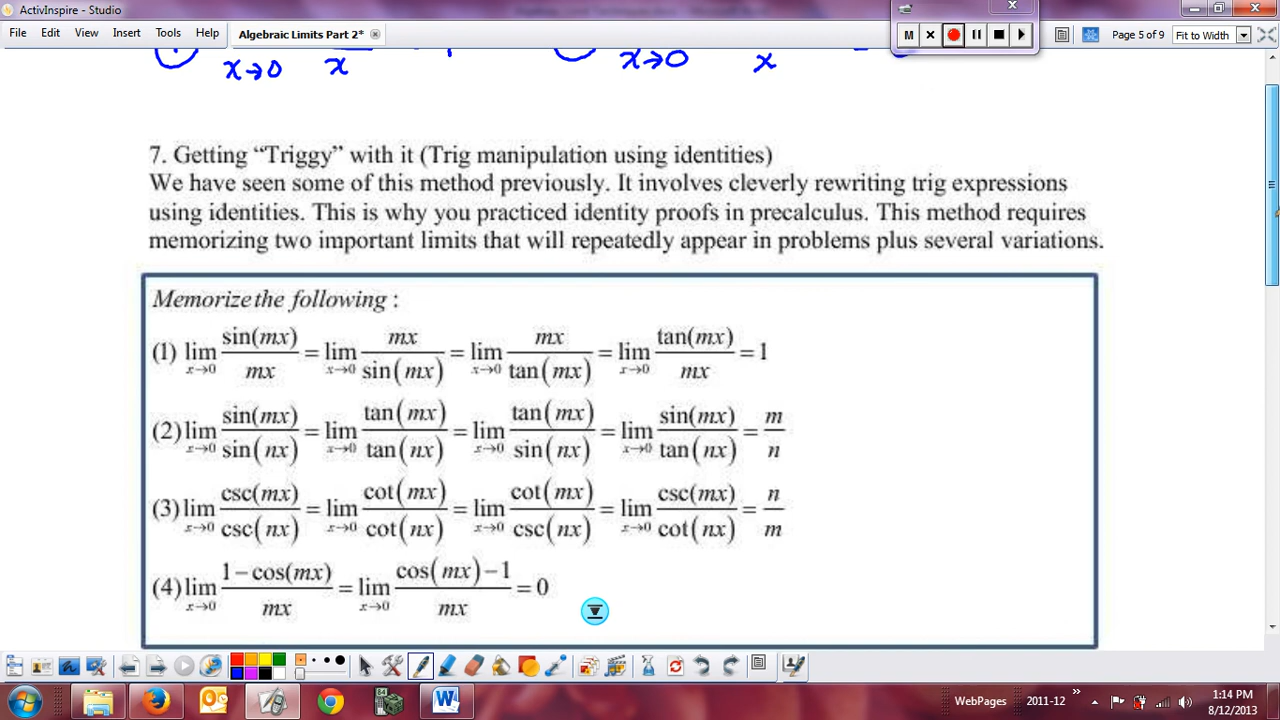 ActivInspire - Studio
File Edit View Insert Tools Help Algebraic Limits Part 2* Page 5 of 9 Fit to Width
M
x→0 x x→0 x
7. Getting “Triggy” with it (Trig manipulation using identities)
We have seen some of this method previously. It involves cleverly rewriting trig expressions
using identities. This is why you practiced identity proofs in precalculus. This method requires
memorizing two important limits that will repeatedly appear in problems plus several variations.
Memorize the following :
(1) lim x→0 sin(mx)/mx = lim x→0 mx/sin(mx) = lim x→0 mx/tan(mx) = lim x→0 tan(mx)/mx = 1
(2) lim x→0 sin(mx)/sin(nx) = lim x→0 tan(mx)/tan(nx) = lim x→0 tan(mx)/sin(nx) = lim x→0 sin(mx)/tan(nx) = m/n
(3) lim x→0 csc(mx)/csc(nx) = lim x→0 cot(mx)/cot(nx) = lim x→0 cot(mx)/csc(nx) = lim x→0 csc(mx)/cot(nx) = n/m
(4) lim x→0 1−cos(mx)/mx = lim x→0 cos(mx)−1/mx = 0
WebPages 2011-12 » 1:14 PM
8/12/2013